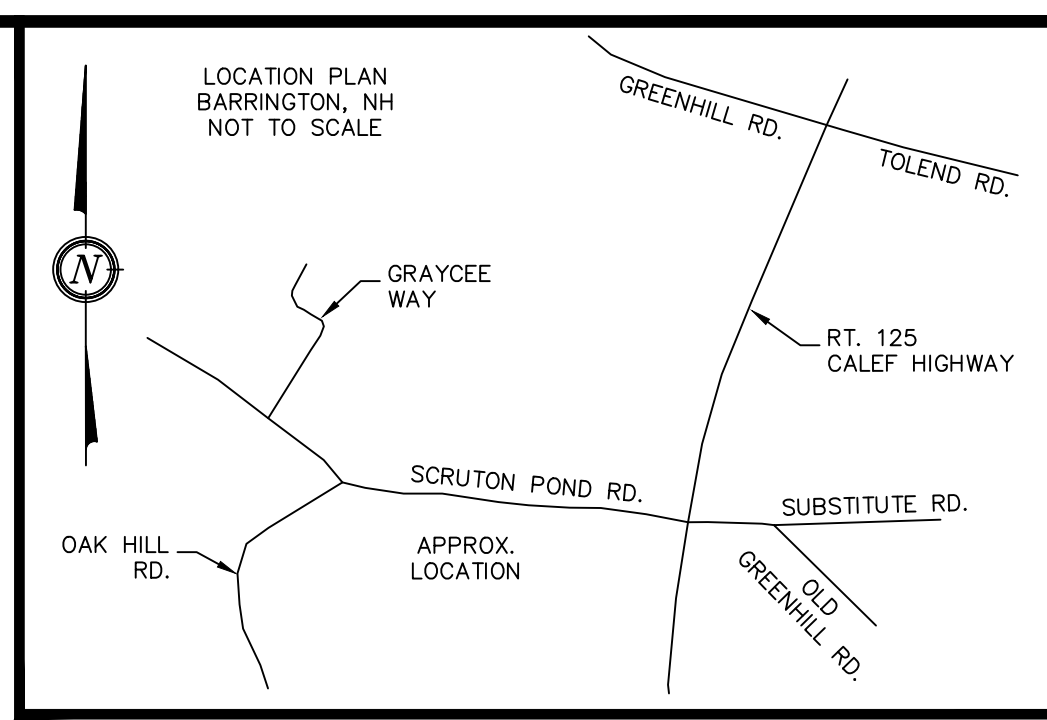 LOCATION PLAN
BARRINGTON, NH
NOT TO SCALE
GREENHILL RD.
TOLEND RD.
N
GRAYCEE
WAY
RT. 125
CALEF HIGHWAY
SCRUTON POND RD.
SUBSTITUTE RD.
OAK HILL
RD.
APPROX.
LOCATION
OLD
GREENHILL RD.